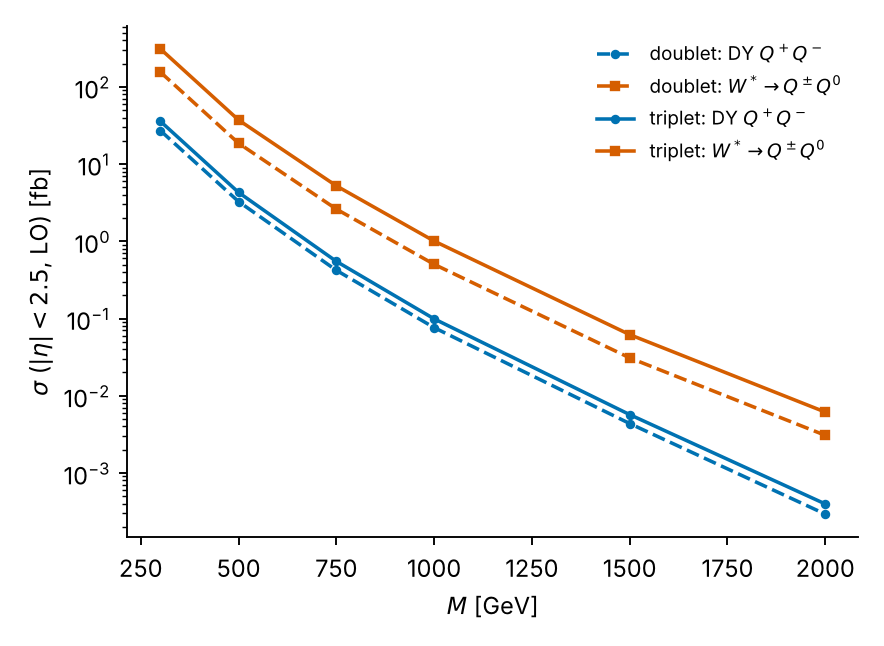 doublet: DY Q⁺Q⁻
doublet: W* → Q±Q⁰
triplet: DY Q⁺Q⁻
triplet: W* → Q±Q⁰
σ (|η| < 2.5, LO) [fb]
10²
10¹
10⁰
10⁻¹
10⁻²
10⁻³
250 500 750 1000 1250 1500 1750 2000
M [GeV]